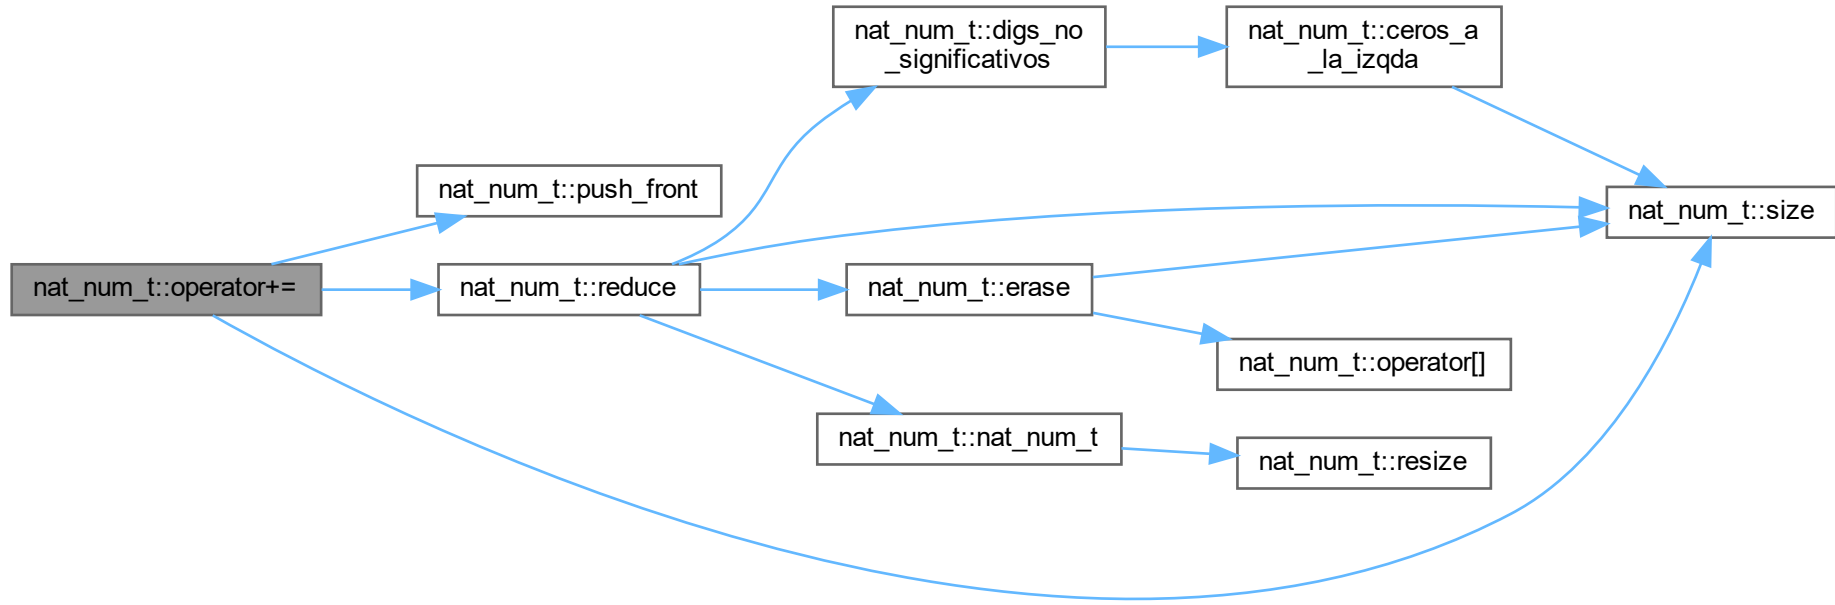 nat_num_t::digs_no
_significativos
nat_num_t::ceros_a
_la_izqda
nat_num_t::push_front
nat_num_t::size
nat_num_t::operator+=
nat_num_t::reduce
nat_num_t::erase
nat_num_t::operator[]
nat_num_t::nat_num_t
nat_num_t::resize